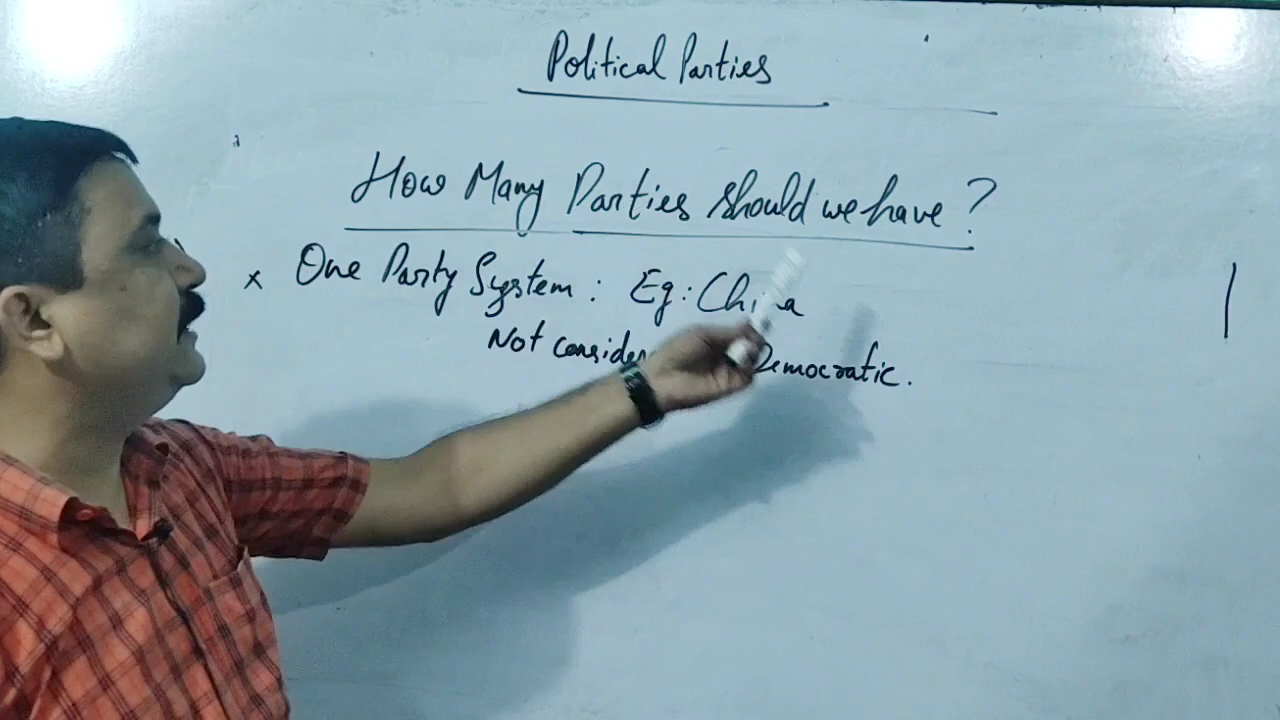 Political Parties
How Many Parties should we have?
× One Party System : Eg: China
Not consider Democratic.